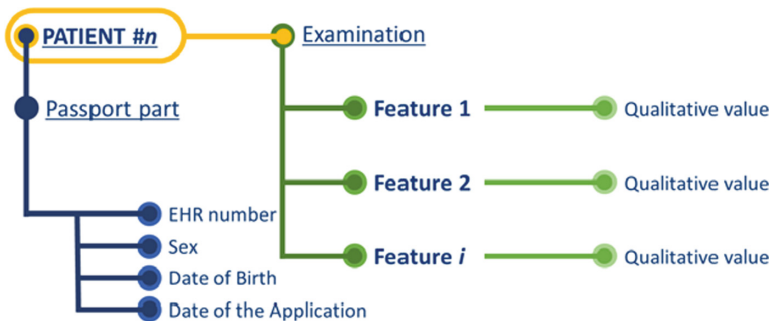 PATIENT #n
Examination
Passport part
Feature 1
Qualitative value
Feature 2
Qualitative value
Feature i
Qualitative value
EHR number
Sex
Date of Birth
Date of the Application